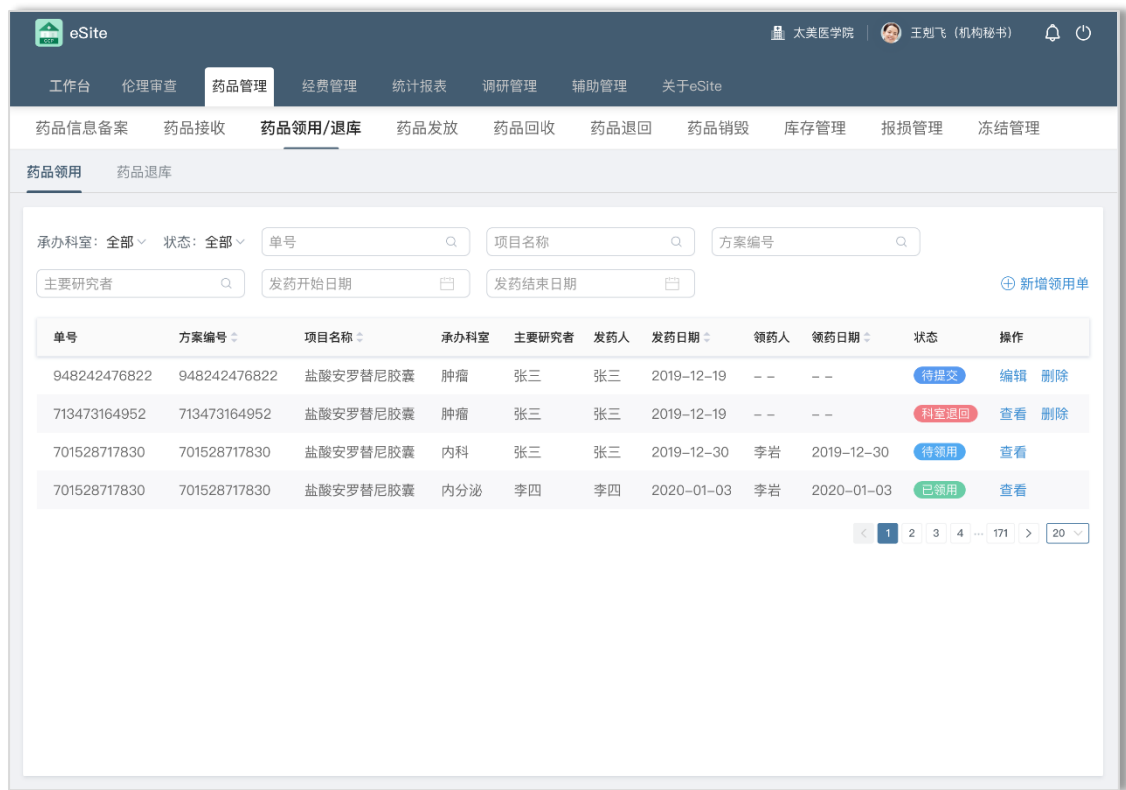 eSite 太美医学院 王剋飞（机构秘书）
工作台 伦理审查 药品管理 经费管理 统计报表 调研管理 辅助管理 关于eSite
药品信息备案 药品接收 药品领用/退库 药品发放 药品回收 药品退回 药品销毁 库存管理 报损管理 冻结管理
药品领用 药品退库
承办科室：全部 状态：全部 单号 项目名称 方案编号
主要研究者 发药开始日期 发药结束日期 新增领用单
单号 方案编号 项目名称 承办科室 主要研究者 发药人 发药日期 领药人 领药日期 状态 操作
948242476822 948242476822 盐酸安罗替尼胶囊 肿瘤 张三 张三 2019-12-19 -- -- 待提交 编辑 删除
713473164952 713473164952 盐酸安罗替尼胶囊 肿瘤 张三 张三 2019-12-19 -- -- 科室退回 查看 删除
701528717830 701528717830 盐酸安罗替尼胶囊 内科 张三 张三 2019-12-30 李岩 2019-12-30 待领用 查看
701528717830 701528717830 盐酸安罗替尼胶囊 内分泌 李四 李四 2020-01-03 李岩 2020-01-03 已领用 查看
< 1 2 3 4 ··· 171 > 20